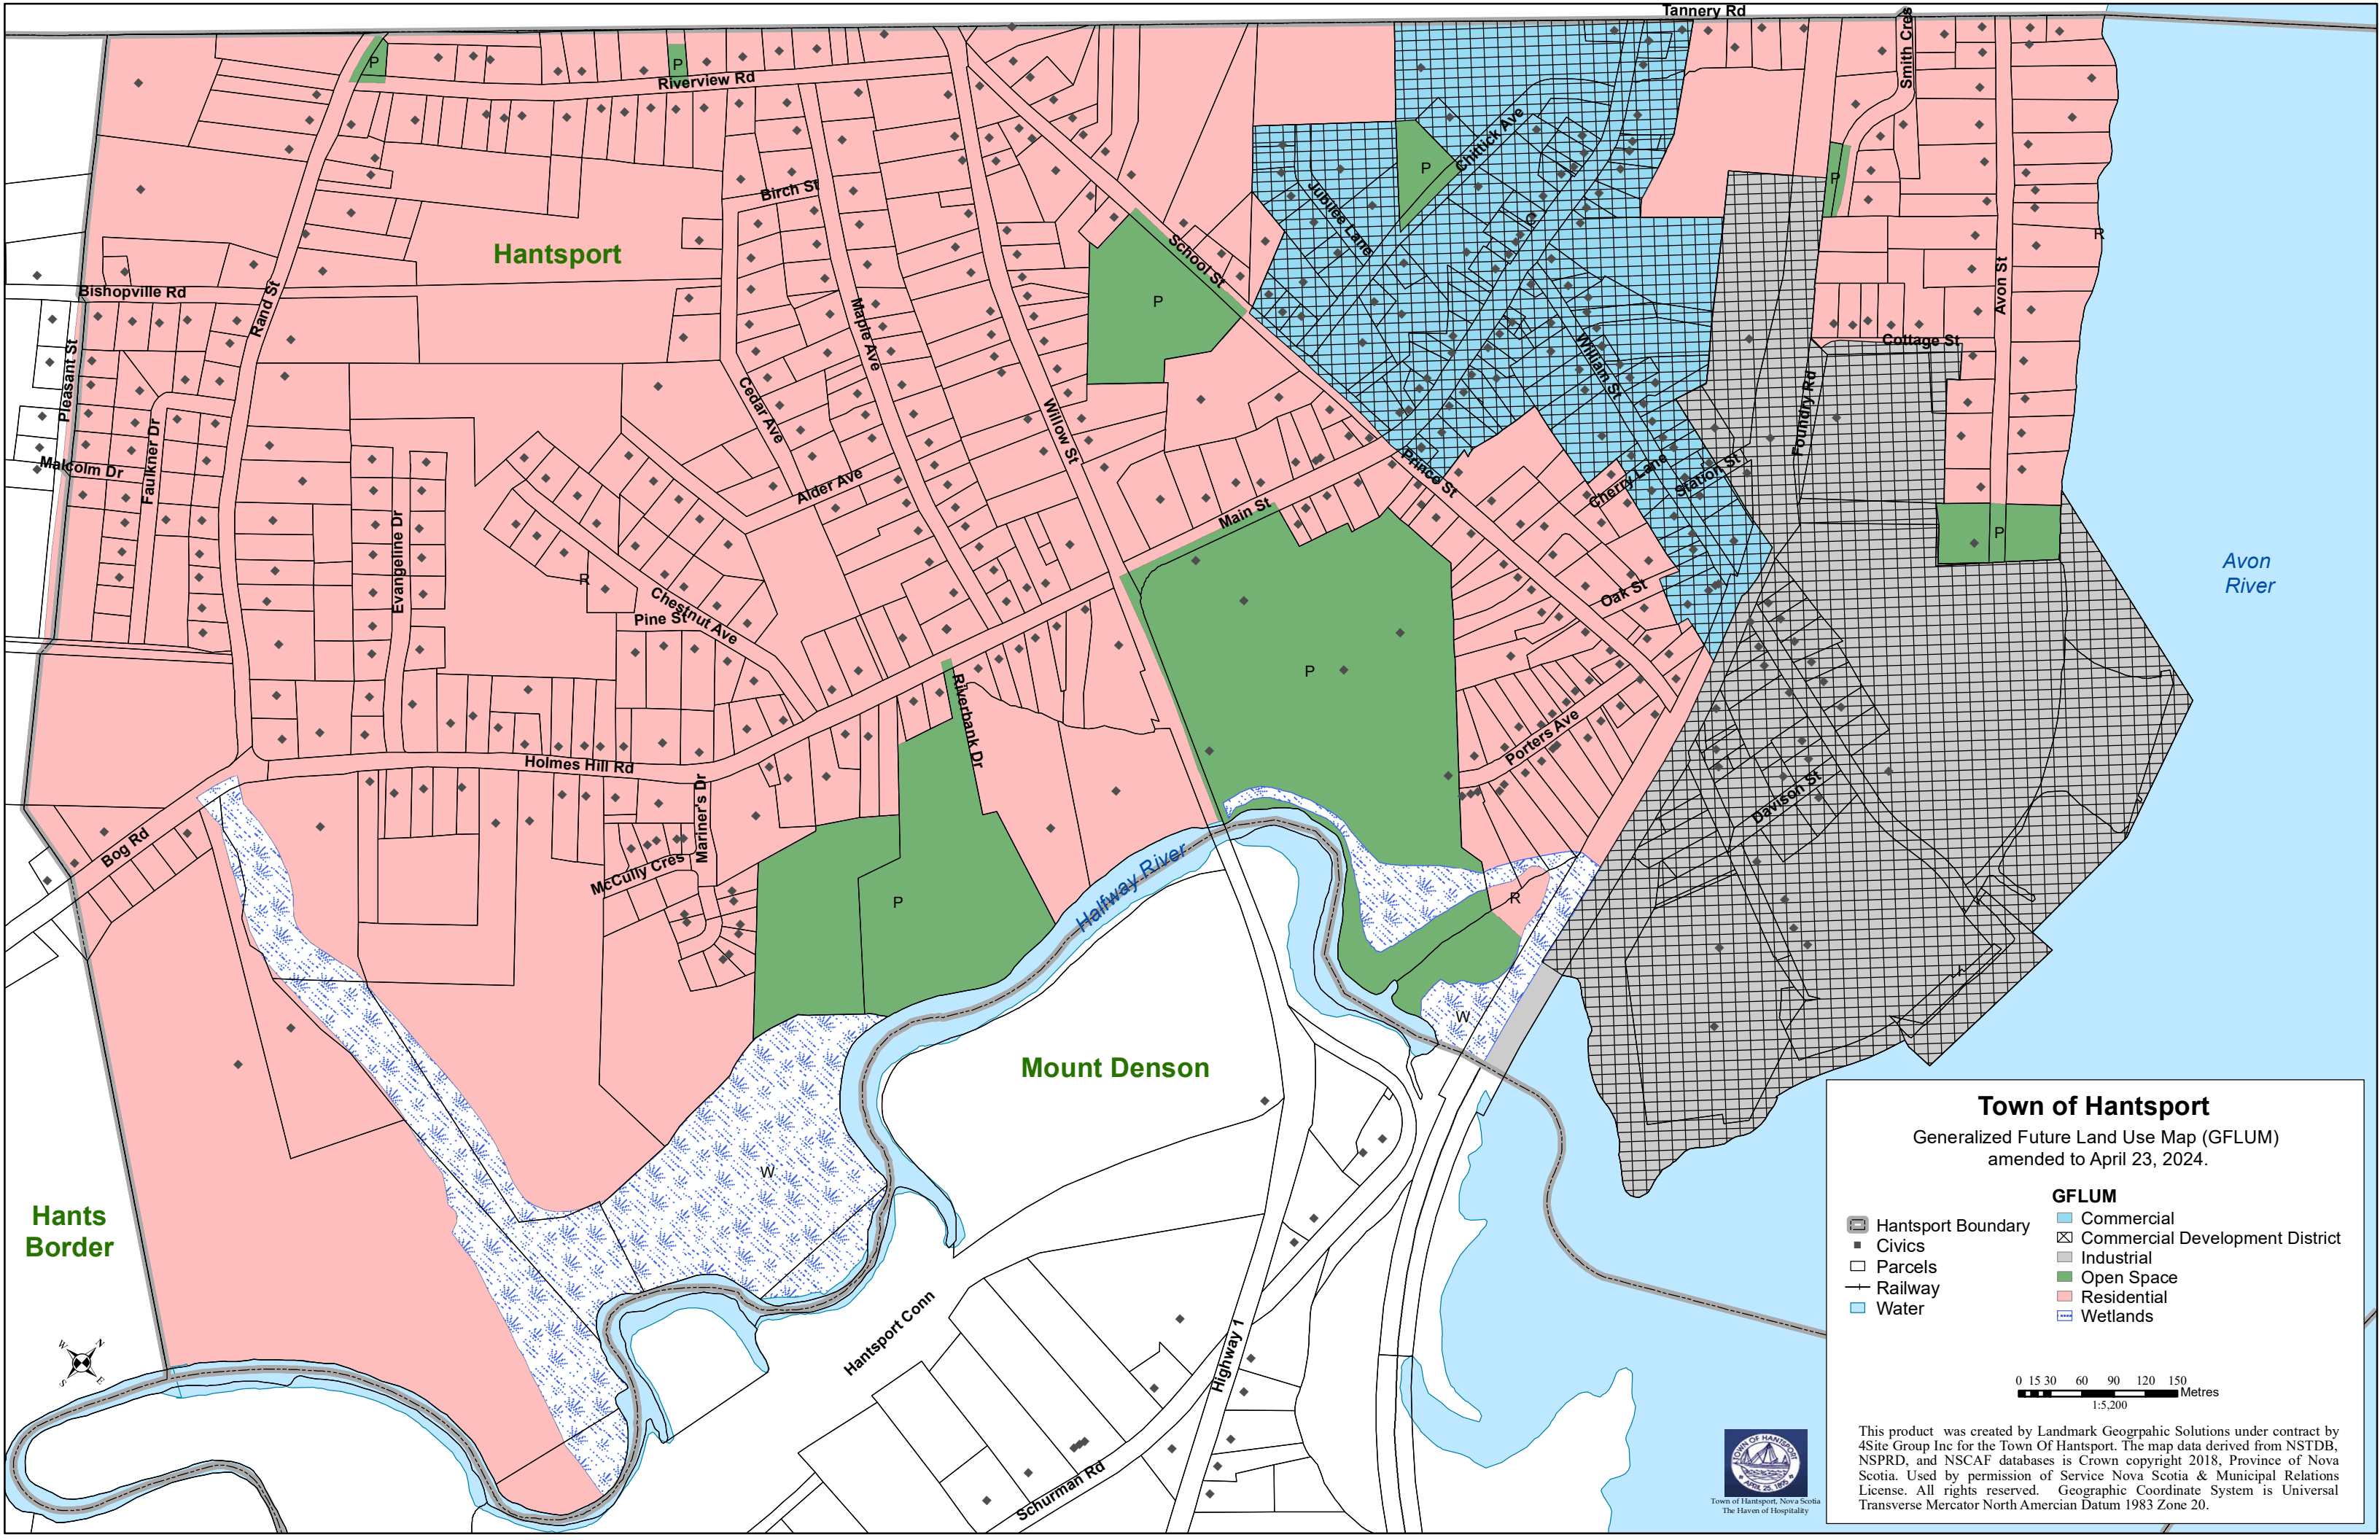 Tannery Rd
Smith Cres
P
P
Riverview Rd
Chittick Ave
P
Birch St
P
Jubilee Lane
C
School St
R
Hantsport
Bishopville Rd
Rand St
Maple Ave
P
Avon St
Pleasant St
William St
Cottage St
Cedar Ave
Willow St
Foundry Rd
Faulkner Dr
Malcolm Dr
Alder Ave
Prince St
Cherry Lane
Station St
Main St
Evangeline Dr
P
Avon
River
R
Chestnut Ave
Pine St
Oak St
P
Riverbank Dr
Porters Ave
Holmes Hill Rd
Mariner's Dr
Davison St
Bog Rd
McCully Cres
Halfway River
P
R
W
Mount Denson
W
Hants
Border
N
W
S
E
Hantsport Conn
Highway 1
Schurman Rd
Town of Hantsport
Generalized Future Land Use Map (GFLUM)
amended to April 23, 2024.
GFLUM
Hantsport Boundary
Civics
Parcels
Railway
Water
Commercial
Commercial Development District
Industrial
Open Space
Residential
Wetlands
0 15 30 60 90 120 150
Metres
1:5,200
This product was created by Landmark Geogrpahic Solutions under contract by
4Site Group Inc for the Town Of Hantsport. The map data derived from NSTDB,
NSPRD, and NSCAF databases is Crown copyright 2018, Province of Nova
Scotia. Used by permission of Service Nova Scotia & Municipal Relations
License. All rights reserved. Geographic Coordinate System is Universal
Transverse Mercator North Amercian Datum 1983 Zone 20.
TOWN OF HANTSPORT
APRIL 25, 1895
Town of Hantsport, Nova Scotia
The Haven of Hospitality